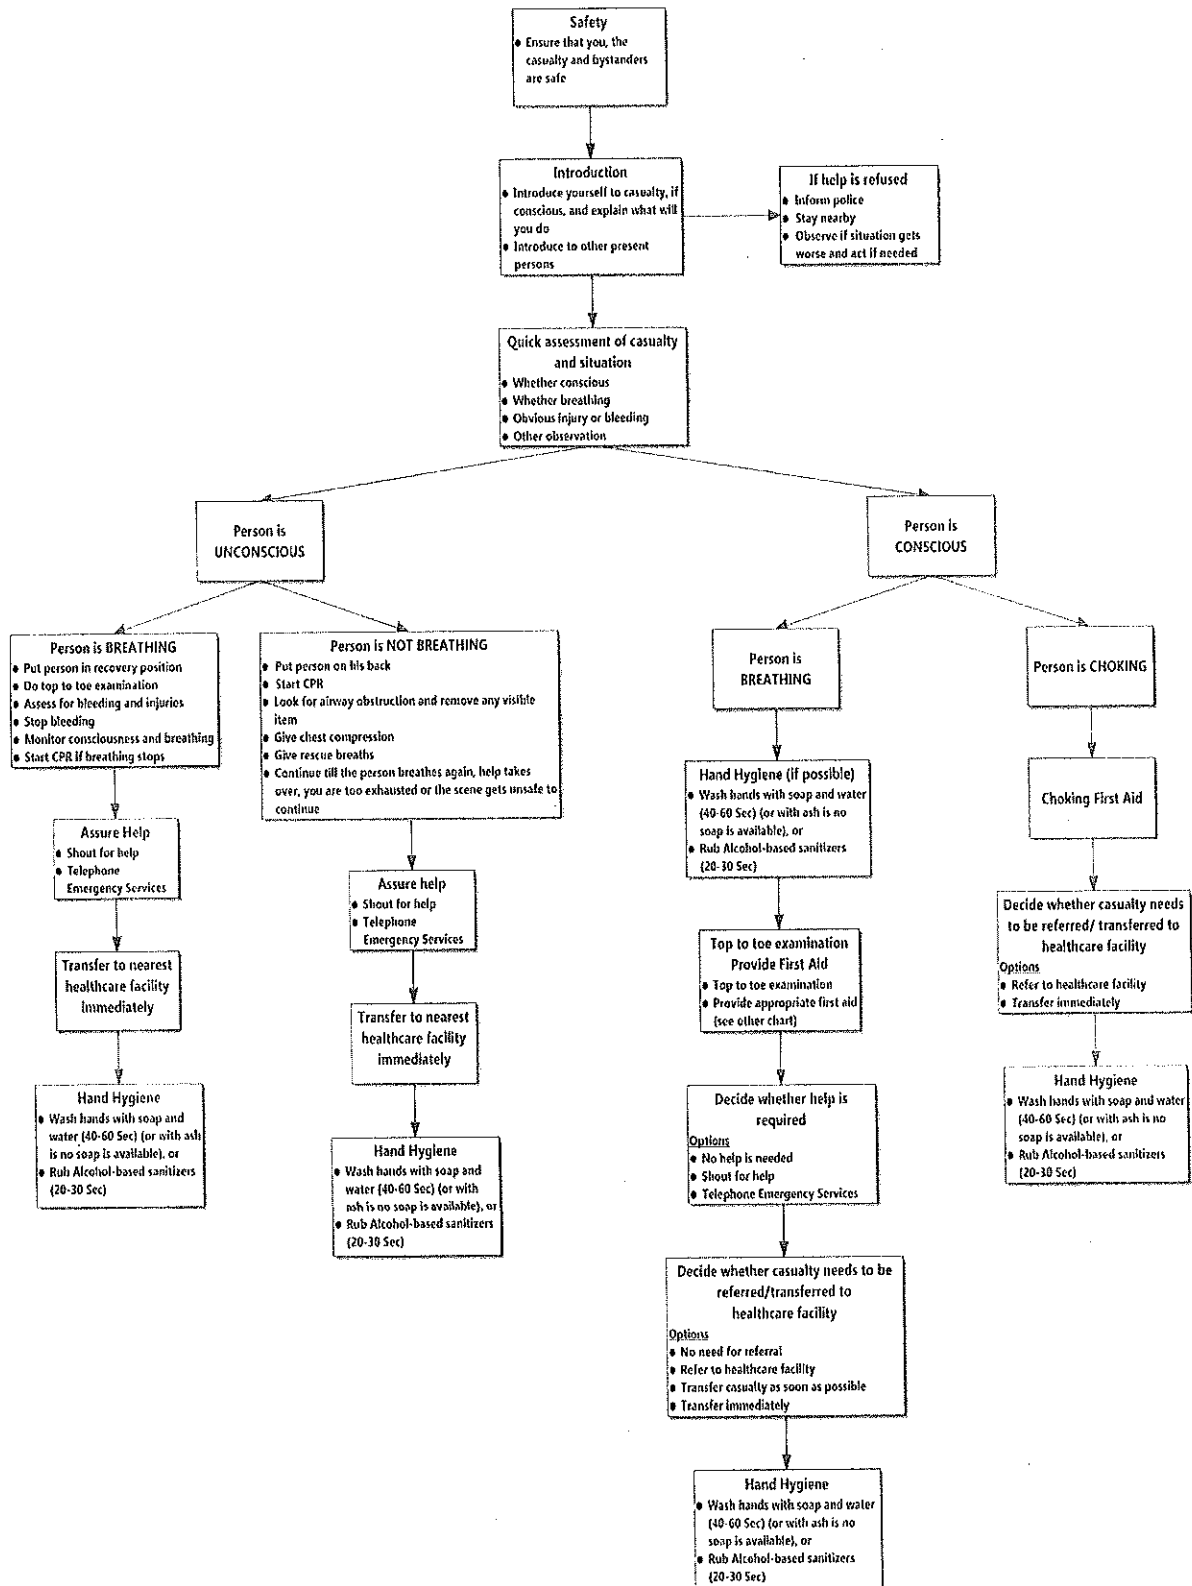 Safety
● Ensure that you, the
casualty and bystanders
are safe
Introduction
● Introduce yourself to casualty, if
conscious, and explain what will
you do
● Introduce to other present
persons
If help is refused
● Inform police
● Stay nearby
● Observe if situation gets
worse and act if needed
Quick assessment of casualty
and situation
● Whether conscious
● Whether breathing
● Obvious injury or bleeding
● Other observation
Person is
UNCONSCIOUS
Person is
CONSCIOUS
Person is BREATHING
● Put person in recovery position
● Do top to toe examination
● Assess for bleeding and injuries
● Stop bleeding
● Monitor consciousness and breathing
● Start CPR if breathing stops
Person is NOT BREATHING
● Put person on his back
● Start CPR
● Look for airway obstruction and remove any visible
item
● Give chest compression
● Give rescue breaths
● Continue till the person breathes again, help takes
over, you are too exhausted or the scene gets unsafe to
continue
Person is
BREATHING
Person is CHOKING
Assure Help
● Shout for help
● Telephone
Emergency Services
Assure help
● Shout for help
● Telephone
Emergency Services
Hand Hygiene (if possible)
● Wash hands with soap and water
(40-60 Sec) (or with ash is no
soap is available), or
● Rub Alcohol-based sanitizers
(20-30 Sec)
Choking First Aid
Transfer to nearest
healthcare facility
immediately
Transfer to nearest
healthcare facility
immediately
Top to toe examination
Provide First Aid
● Top to toe examination
● Provide appropriate first aid
(see other chart)
Decide whether casualty needs
to be referred/ transferred to
healthcare facility
Options
● Refer to healthcare facility
● Transfer immediately
Hand Hygiene
● Wash hands with soap and
water (40-60 Sec) (or with ash
is no soap is available), or
● Rub Alcohol-based sanitizers
(20-30 Sec)
Hand Hygiene
● Wash hands with soap and
water (40-60 Sec) (or with
ash is no soap is available), or
● Rub Alcohol-based sanitizers
(20-30 Sec)
Decide whether help is
required
Options
● No help is needed
● Shout for help
● Telephone Emergency Services
Hand Hygiene
● Wash hands with soap and water
(40-60 Sec) (or with ash is no
soap is available), or
● Rub Alcohol-based sanitizers
(20-30 Sec)
Decide whether casualty needs to be
referred/transferred to
healthcare facility
Options
● No need for referral
● Refer to healthcare facility
● Transfer casualty as soon as possible
● Transfer immediately
Hand Hygiene
● Wash hands with soap and water
(40-60 Sec) (or with ash is no
soap is available), or
● Rub Alcohol-based sanitizers
(20-30 Sec)